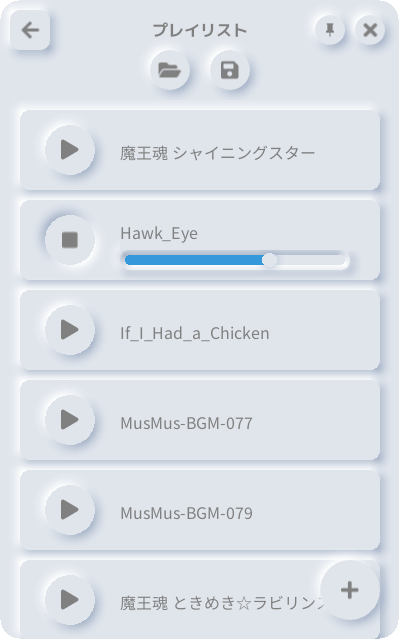 プレイリスト
魔王魂 シャイニングスター
Hawk_Eye
If_I_Had_a_Chicken
MusMus-BGM-077
MusMus-BGM-079
魔王魂 ときめき☆ラビリン